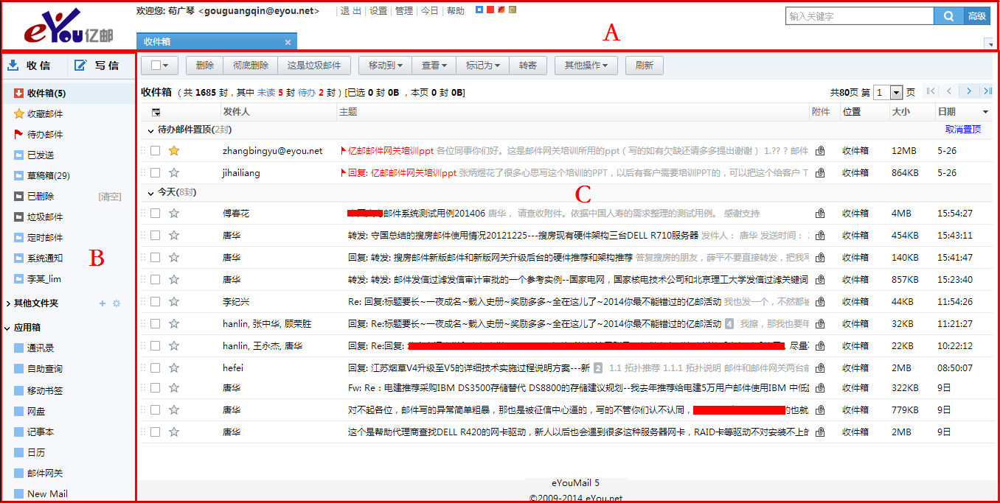 欢迎您: 苟广琴 <gouguangqin@eyou.net> | 退 出 | 设置 | 管理 | 今日 | 帮助
输入关键字 高级
eYou亿邮
A
收件箱 ×
收 信 写 信
删除 彻底删除 这是垃圾邮件 移动到 查看 标记为 转寄 其他操作 刷新
收件箱(5)
收藏邮件
待办邮件
已发送
草稿箱(29)
已删除 [清空]
垃圾邮件
定时邮件
系统通知
李某_lim
B
其他文件夹 +
应用箱
通讯录
自助查询
移动书签
网盘
记事本
日历
邮件网关
New Mail
收件箱 ( 共 1685 封，其中 未读 5 封 待办 2 封 ) [已选 0 封 0B ，本页 0 封 0B]
共80页 第 1 页
发件人 主题 附件 位置 大小 日期
待办邮件置顶(2封) 取消置顶
zhangbingyu@eyou.net 亿邮邮件网关培训ppt 各位同事你们好。这是邮件网关培训所用的ppt（写的如有欠缺还请多多提出谢谢）1.?? ? 邮件 收件箱 12MB 5-26
jihailiang 回复: 亿邮邮件网关培训ppt 张炳煜花了很多心思写这个培训的PPT，以后有客户需要培训PPT的，可以把这个给客户 T 收件箱 864KB 5-26
今天(8封)
C
傅春花 邮件系统测试用例201406 唐华， 请查收附件。依据中国人寿的需求整理的测试用例。 感谢支持 收件箱 4MB 15:54:27
唐华 转发: 守国总结的搜房邮件使用情况20121225---搜房现有硬件架构三台DELL R710服务器 发件人： 唐华 发送时间： 收件箱 454KB 15:43:11
唐华 回复: 转发: 搜房邮件新版邮件和新版网关升级后台的硬件推荐和架构推荐 答复搜房的朋友，薛平不要直接转发，把我写 收件箱 140KB 15:41:47
唐华 转发: 转发: 邮件发信过滤发信审计审批的一个参考实例--国家电网，国家核电技术公司和北京理工大学发信过滤关键词 收件箱 857KB 15:23:40
李纪兴 Re: 回复:标题要长~一夜成名~载入史册~奖励多多~全在这儿了~2014你最不能错过的亿邮活动 我也发一个，不然都被 收件箱 44KB 11:54:26
hanlin, 张中华, 顾荣胜 回复: Re:标题要长~一夜成名~载入史册~奖励多多~全在这儿了~2014你最不能错过的亿邮活动 4 我擦，那我也要年 收件箱 32KB 11:21:27
hanlin, 王永杰, 唐华 回复: Re:回复: ，尽量 收件箱 22KB 10:22:12
hefei 回复: 江苏烟草V4升级至V5的详细技术实施过程说明方案---新 2 1.1 拓扑推荐 1.1.1 拓扑说明 邮件和邮件网关两台前 收件箱 2MB 08:50:07
唐华 Fw: Re：电建推荐采购IBM DS3500存储替代 DS8800的存储建议规划--我去年推荐给电建5万用户邮件使用IBM 中低 收件箱 322KB 9日
唐华 对不起各位，邮件写的异常简单粗暴，那也是被征信中心逼的，写的不管你们认不认同， 的也就 收件箱 779KB 9日
唐华 这个是帮助代理商查找DELL R420的网卡驱动，新人以后也会遇到很多这种服务器网卡，RAID卡等驱动不对安装不上的 收件箱 2MB 9日
eYouMail 5
©2009-2014 eYou.net